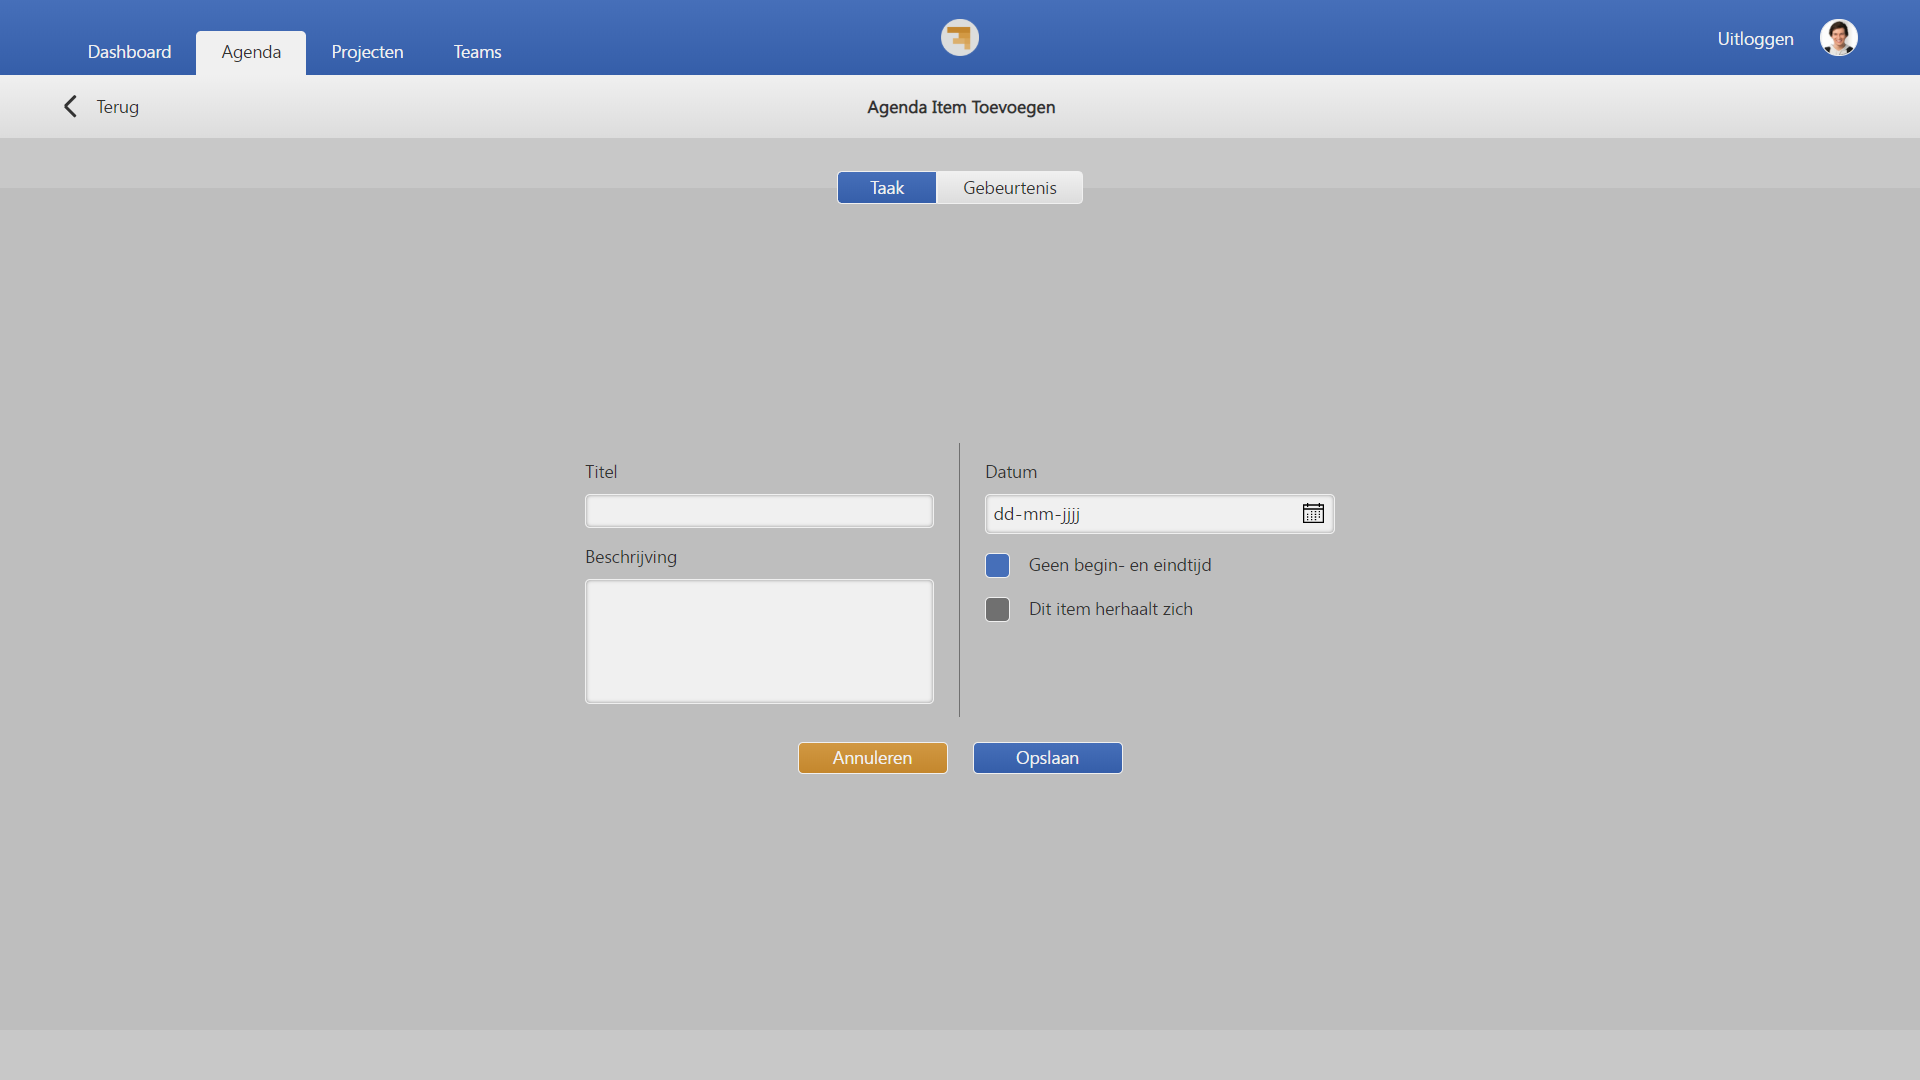 Dashboard
Agenda
Projecten
Teams
Uitloggen
Terug
Agenda Item Toevoegen
Taak
Gebeurtenis
Titel
Beschrijving
Datum
dd-mm-jjjj
Geen begin- en eindtijd
Dit item herhaalt zich
Annuleren
Opslaan